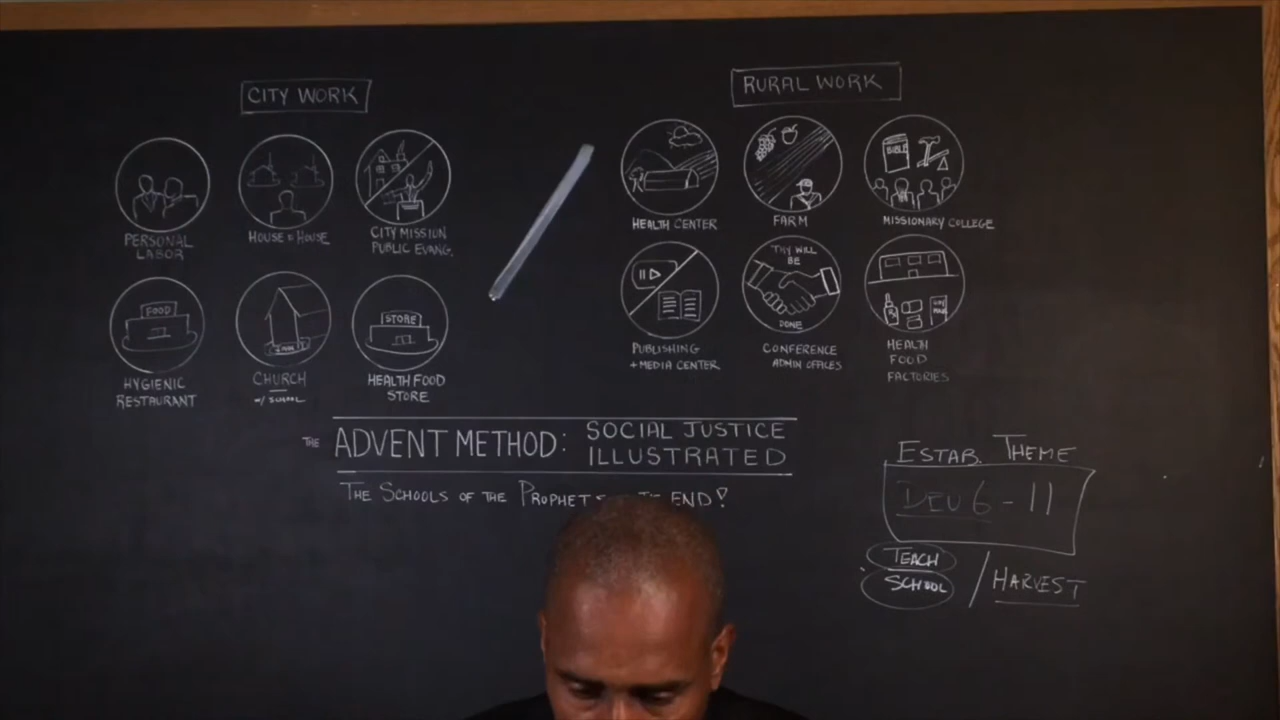 CITY WORK
PERSONAL
LABOR
HOUSE 2 HOUSE
CITY MISSION
PUBLIC EVANG.
FOOD
HYGIENIC
RESTAURANT
CHURCH
W/ SCHOOL
STORE
HEALTH FOOD
STORE
RURAL WORK
HEALTH CENTER
FARM
BIBLE
MISSIONARY COLLEGE
PUBLISHING
+ MEDIA CENTER
THY WILL
BE
DONE
CONFERENCE
ADMIN OFFICES
HEALTH
FOOD
FACTORIES
THE ADVENT METHOD: SOCIAL JUSTICE
ILLUSTRATED
THE SCHOOLS OF THE PROPHETS END!
ESTAB. THEME
DEU 6-11
TEACH
SCHOOL / HARVEST